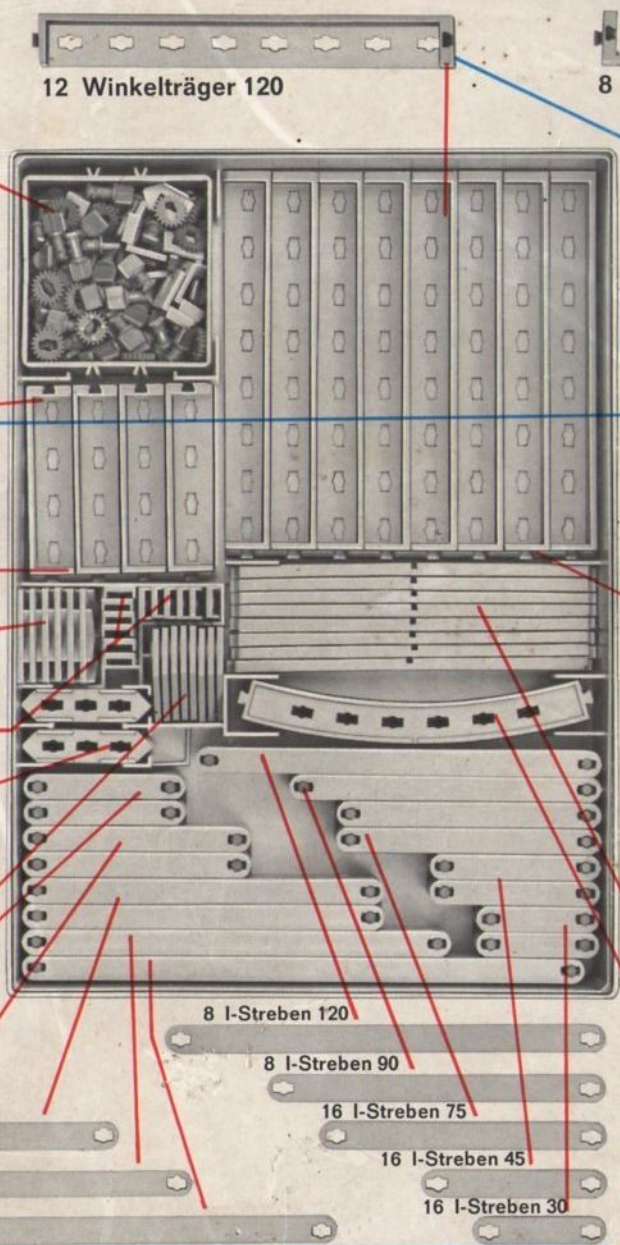 12 Winkelträger 120
8
8 I-Streben 120
8 I-Streben 90
16 I-Streben 75
16 I-Streben 45
16 I-Streben 30